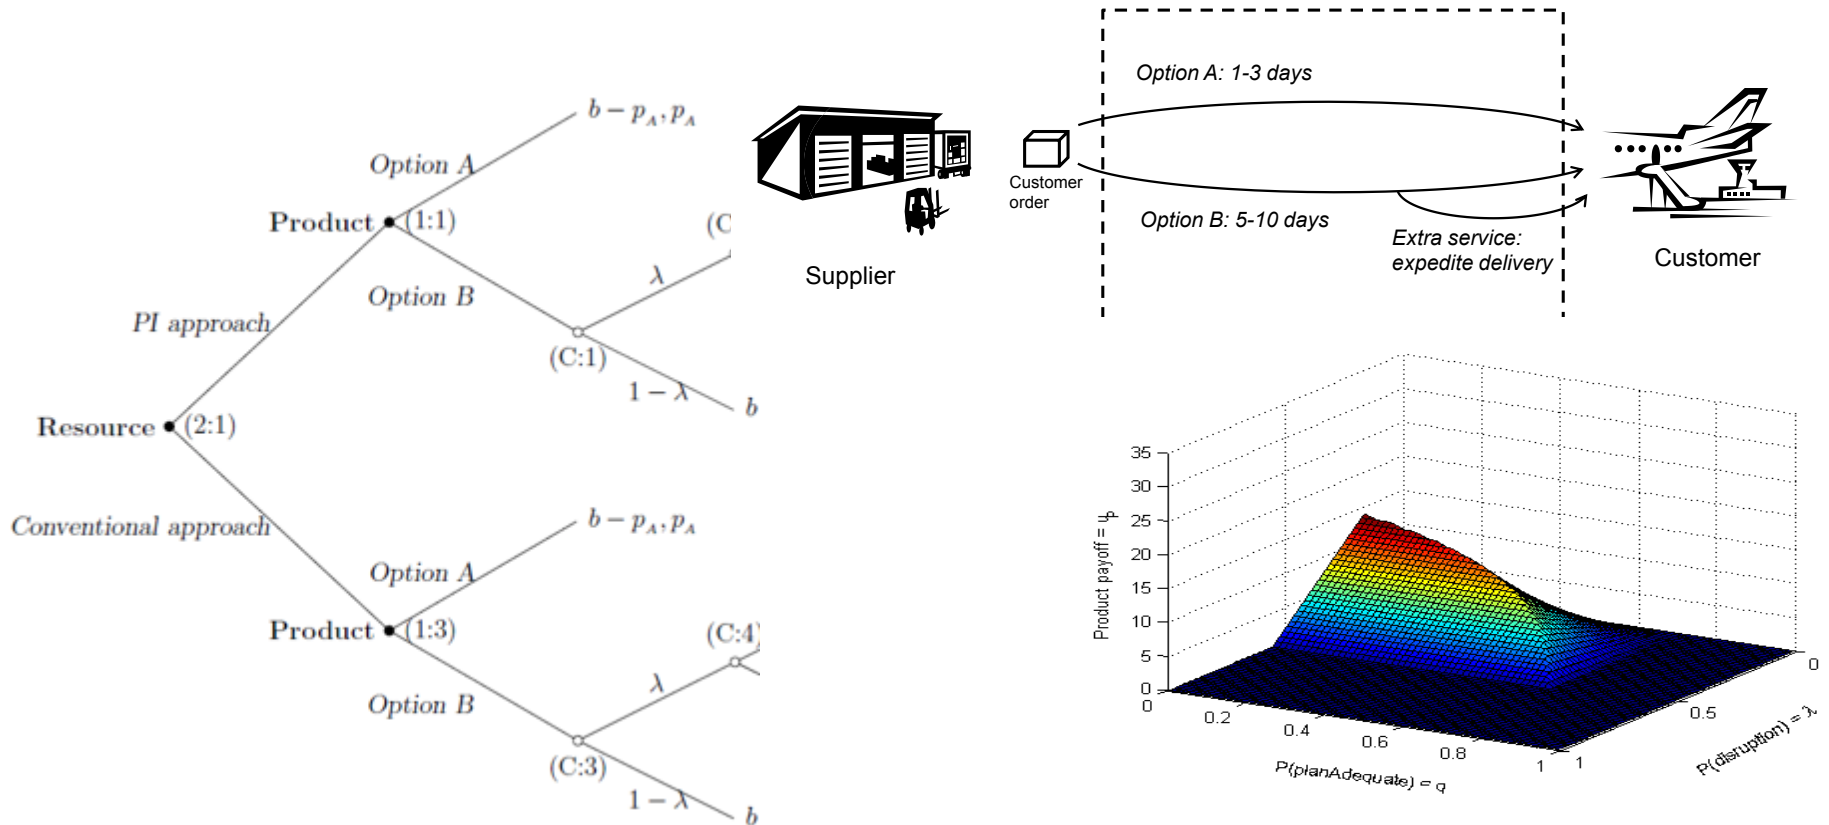 b − p_A, p_A
Option A
Product
(1:1)
(C
λ
Option B
PI approach
(C:1)
1 − λ
b
Resource
(2:1)
Conventional approach
b − p_A, p_A
Option A
Product
(1:3)
(C:4)
λ
Option B
(C:3)
1 − λ
b
Option A: 1-3 days
Customer
order
Option B: 5-10 days
Extra service:
expedite delivery
Supplier
Customer
35
30
25
20
15
10
5
0
Product payoff = u_p
0
0.2
0.4
0.6
0.8
1
P(planAdequate) = q
1
0.5
0
P(disruption) = λ